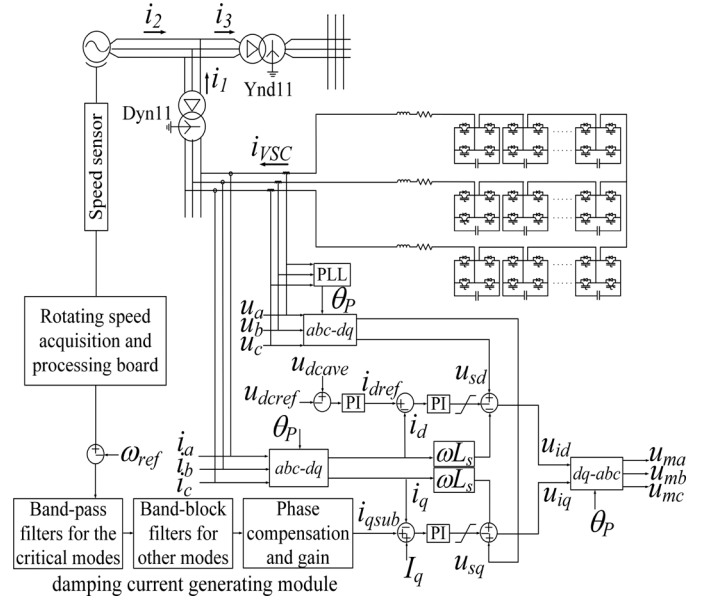 i2
i3
i1
Ynd11
Dyn11
iVSC
Speed sensor
PLL
θP
ua
ub
uc
abc-dq
Rotating speed
acquisition and
processing board
udcave
usd
udcref
PI
idref
PI
id
θP
ωref
ia
ib
ic
abc-dq
ωLs
ωLs
uid
uiq
dq-abc
uma
umb
umc
θP
iq
Band-pass
filters for the
critical modes
Band-block
filters for
other modes
Phase
compensation
and gain
iqsub
PI
Iq
usq
damping current generating module